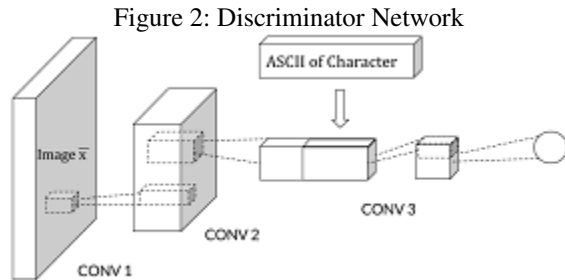 Figure 2: Discriminator Network
ASCII of Character
Image x̅
CONV 3
CONV 2
CONV 1